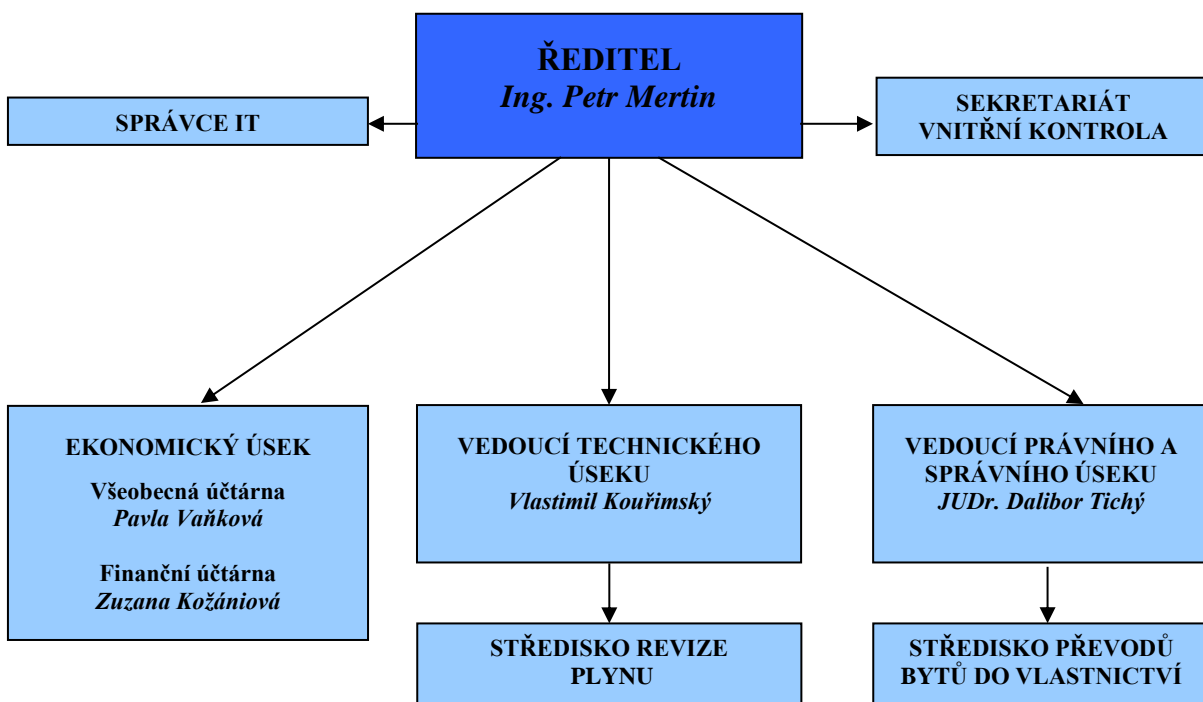 ŘEDITEL
Ing. Petr Mertin
SPRÁVCE IT
SEKRETARIÁT
VNITŘNÍ KONTROLA
EKONOMICKÝ ÚSEK
Všeobecná účtárna
Pavla Vaňková
Finanční účtárna
Zuzana Kožániová
VEDOUCÍ TECHNICKÉHO
ÚSEKU
Vlastimil Kouřimský
VEDOUCÍ PRÁVNÍHO A
SPRÁVNÍHO ÚSEKU
JUDr. Dalibor Tichý
STŘEDISKO REVIZE
PLYNU
STŘEDISKO PŘEVODŮ
BYTŮ DO VLASTNICTVÍ